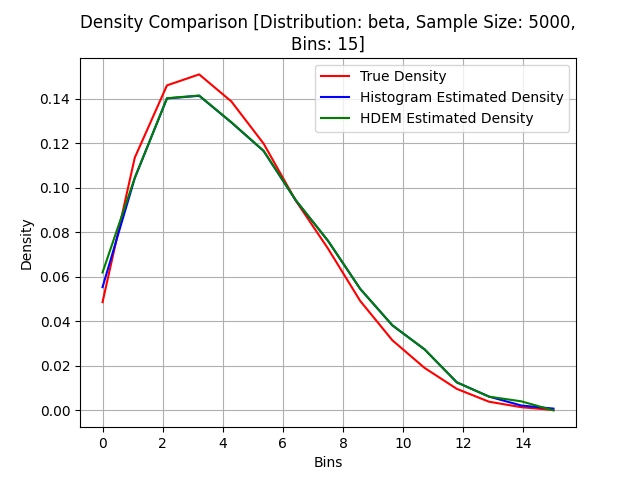 Density Comparison [Distribution: beta, Sample Size: 5000,
Bins: 15]
True Density
Histogram Estimated Density
HDEM Estimated Density
Density
0.14
0.12
0.10
0.08
0.06
0.04
0.02
0.00
0 2 4 6 8 10 12 14
Bins